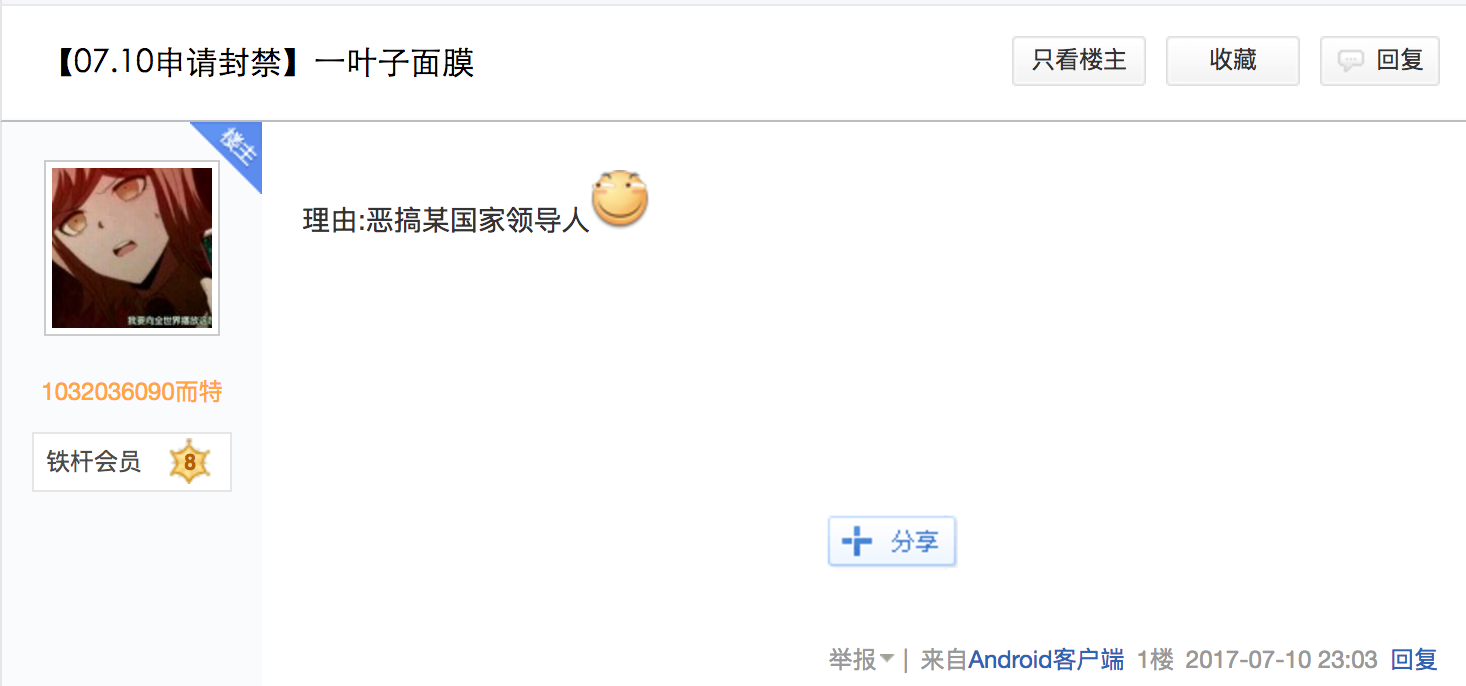 【07.10申请封禁】一叶子面膜
只看楼主
收藏
回复
楼主
理由:恶搞某国家领导人
我要向全世界播放这
1032036090而特
铁杆会员 8
分享
举报 | 来自Android客户端 1楼 2017-07-10 23:03 回复